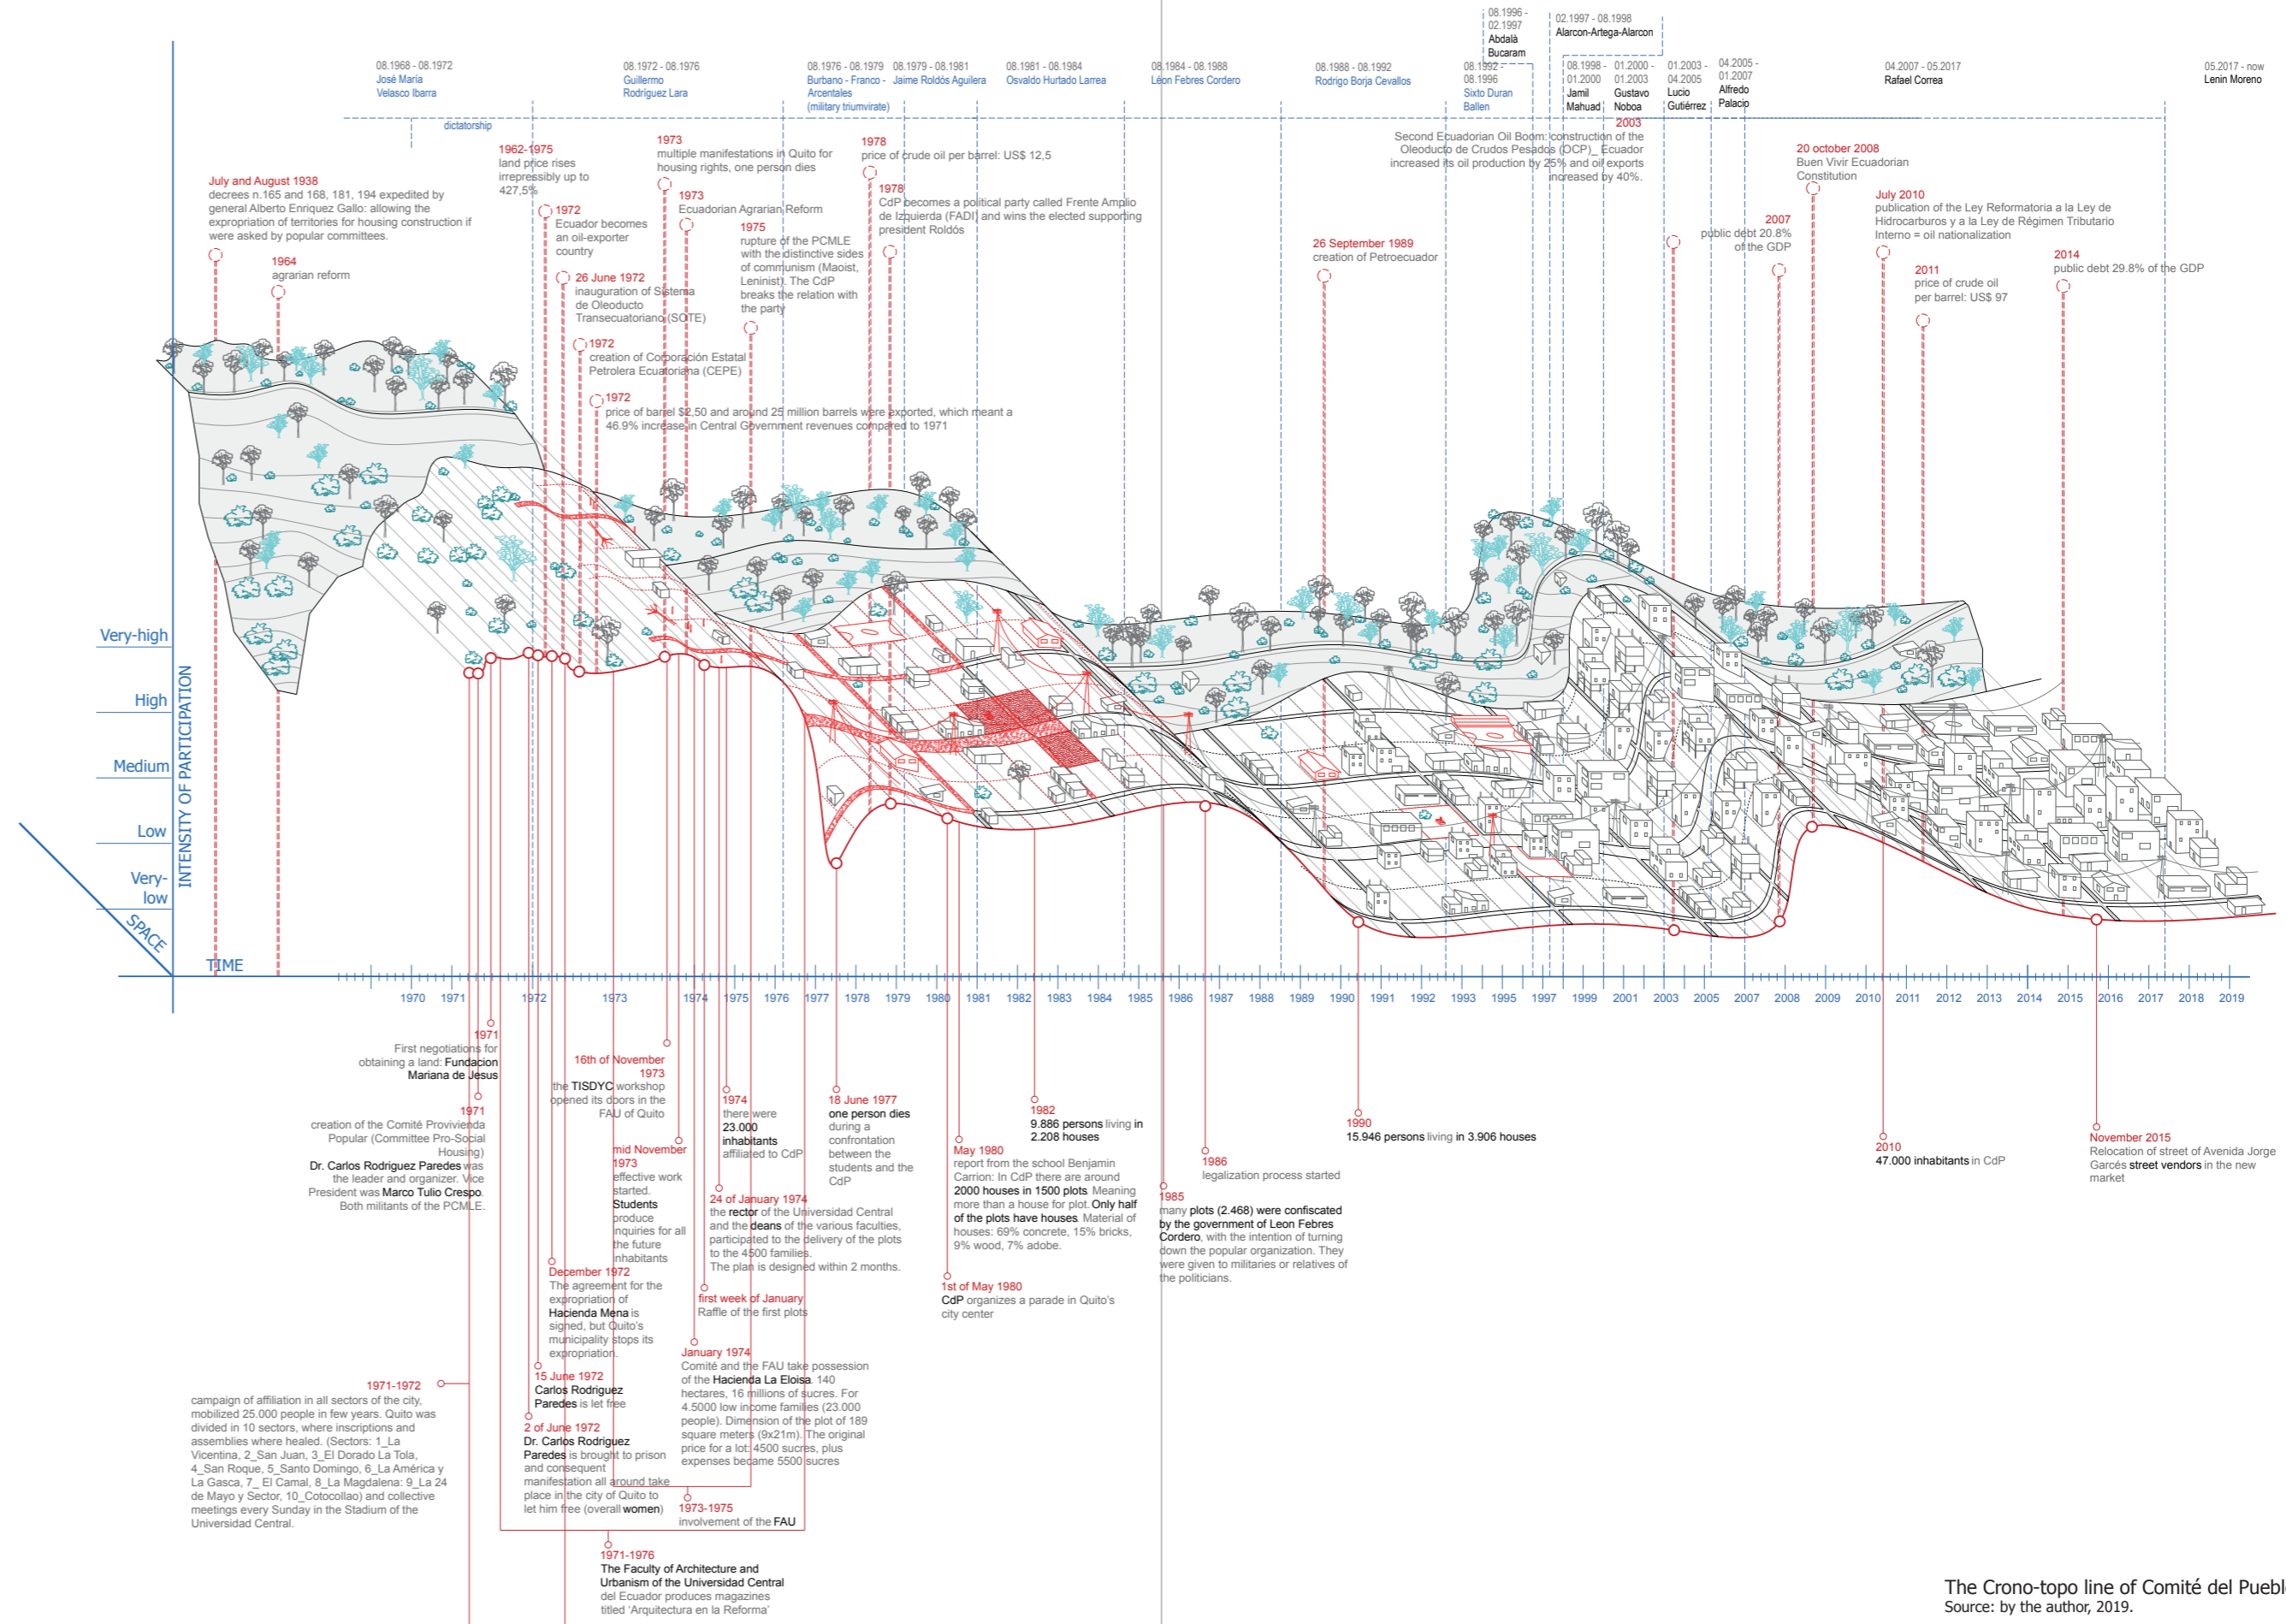 08.1996 -
02.1997
Abdalà
Bucaram
02.1997 - 08.1998
Alarcon-Artega-Alarcon
08.1968 - 08.1972
José María
Velasco Ibarra
08.1972 - 08.1976
Guillermo
Rodríguez Lara
08.1976 - 08.1979
Burbano - Franco -
Arcentales
(military triumvirate)
08.1979 - 08.1981
Jaime Roldós Aguilera
08.1981 - 08.1984
Osvaldo Hurtado Larrea
08.1984 - 08.1988
Léon Febres Cordero
08.1988 - 08.1992
Rodrigo Borja Cevallos
08.1992 -
08.1996
Sixto Duran
Ballen
08.1998 -
01.2000
Jamil
Mahuad
01.2000 -
01.2003
Gustavo
Noboa
01.2003 -
04.2005
Lucio
Gutiérrez
04.2005 -
01.2007
Alfredo
Palacio
04.2007 - 05.2017
Rafael Correa
05.2017 - now
Lenin Moreno
dictatorship
July and August 1938
decrees n.165 and 168, 181, 194 expedited by
general Alberto Enriquez Gallo: allowing the
expropriation of territories for housing construction if
were asked by popular committees.
1964
agrarian reform
1962-1975
land price rises
irrepressibly up to
427,5%
1972
Ecuador becomes
an oil-exporter
country
26 June 1972
inauguration of Sistema
de Oleoducto
Transecuatoriano (SOTE)
1972
creation of Corporación Estatal
Petrolera Ecuatoriana (CEPE)
1972
price of barrel $2,50 and around 25 million barrels were exported, which meant a
46.9% increase in Central Government revenues compared to 1971
1973
multiple manifestations in Quito for
housing rights, one person dies
1973
Ecuadorian Agrarian Reform
1975
rupture of the PCMLE
with the distinctive sides
of communism (Maoist,
Leninist). The CdP
breaks the relation with
the party
1978
price of crude oil per barrel: US$ 12,5
1978
CdP becomes a political party called Frente Amplio
de Izquierda (FADI) and wins the elected supporting
president Roldós
26 September 1989
creation of Petroecuador
2003
Second Ecuadorian Oil Boom: construction of the
Oleoducto de Crudos Pesados (OCP)_ Ecuador
increased its oil production by 25% and oil exports
increased by 40%.
2007
public debt 20.8%
of the GDP
20 october 2008
Buen Vivir Ecuadorian
Constitution
July 2010
publication of the Ley Reformatoria a la Ley de
Hidrocarburos y a la Ley de Régimen Tributario
Interno = oil nationalization
2011
price of crude oil
per barrel: US$ 97
2014
public debt 29.8% of the GDP
Very-high
High
Medium
Low
Very-
low
INTENSITY OF PARTICIPATION
SPACE
TIME
1970 1971 1972 1973 1974 1975 1976 1977 1978 1979 1980 1981 1982 1983 1984 1985 1986 1987 1988 1989 1990 1991 1992 1993 1995 1997 1999 2001 2003 2005 2007 2008 2009 2010 2011 2012 2013 2014 2015 2016 2017 2018 2019
1971
First negotiations for
obtaining a land: Fundacion
Mariana de Jesus
1971
creation of the Comité Provivienda
Popular (Committee Pro-Social
Housing)
Dr. Carlos Rodriguez Paredes was
the leader and organizer. Vice
President was Marco Tulio Crespo.
Both militants of the PCMLE.
1971-1972
campaign of affiliation in all sectors of the city,
mobilized 25.000 people in few years. Quito was
divided in 10 sectors, where inscriptions and
assemblies where healed. (Sectors: 1_La
Vicentina, 2_San Juan, 3_El Dorado La Tola,
4_San Roque, 5_Santo Domingo, 6_La América y
La Gasca, 7_ El Camal, 8_La Magdalena: 9_La 24
de Mayo y Sector, 10_Cotocollao) and collective
meetings every Sunday in the Stadium of the
Universidad Central.
16th of November
1973
the TISDYC workshop
opened its doors in the
FAU of Quito
mid November
1973
effective work
started.
Students
produce
inquiries for all
the future
inhabitants
December 1972
The agreement for the
expropriation of
Hacienda Mena is
signed, but Quito's
municipality stops its
expropriation.
15 June 1972
Carlos Rodriguez
Paredes is let free
2 of June 1972
Dr. Carlos Rodriguez
Paredes is brought to prison
and consequent
manifestation all around take
place in the city of Quito to
let him free (overall women)
1971-1976
The Faculty of Architecture and
Urbanism of the Universidad Central
del Ecuador produces magazines
titled 'Arquitectura en la Reforma'
1973-1975
involvement of the FAU
1974
there were
23.000
inhabitants
affiliated to CdP
24 of January 1974
the rector of the Universidad Central
and the deans of the various faculties,
participated to the delivery of the plots
to the 4500 families.
The plan is designed within 2 months.
first week of January
Raffle of the first plots
January 1974
Comité and the FAU take possession
of the Hacienda La Eloisa. 140
hectares, 16 millions of sucres. For
4.5000 low income families (23.000
people). Dimension of the plot of 189
square meters (9x21m). The original
price for a lot: 4500 sucres, plus
expenses became 5500 sucres
18 June 1977
one person dies
during a
confrontation
between the
students and the
CdP
1982
9.886 persons living in
2.208 houses
May 1980
report from the school Benjamin
Carrion: In CdP there are around
2000 houses in 1500 plots. Meaning
more than a house for plot. Only half
of the plots have houses. Material of
houses: 69% concrete, 15% bricks,
9% wood, 7% adobe.
1st of May 1980
CdP organizes a parade in Quito's
city center
1986
legalization process started
1985
many plots (2.468) were confiscated
by the government of Leon Febres
Cordero, with the intention of turning
down the popular organization. They
were given to militaries or relatives of
the politicians.
1990
15.946 persons living in 3.906 houses
2010
47.000 inhabitants in CdP
November 2015
Relocation of street of Avenida Jorge
Garcés street vendors in the new
market
The Crono-topo line of Comité del Pueblo
Source: by the author, 2019.